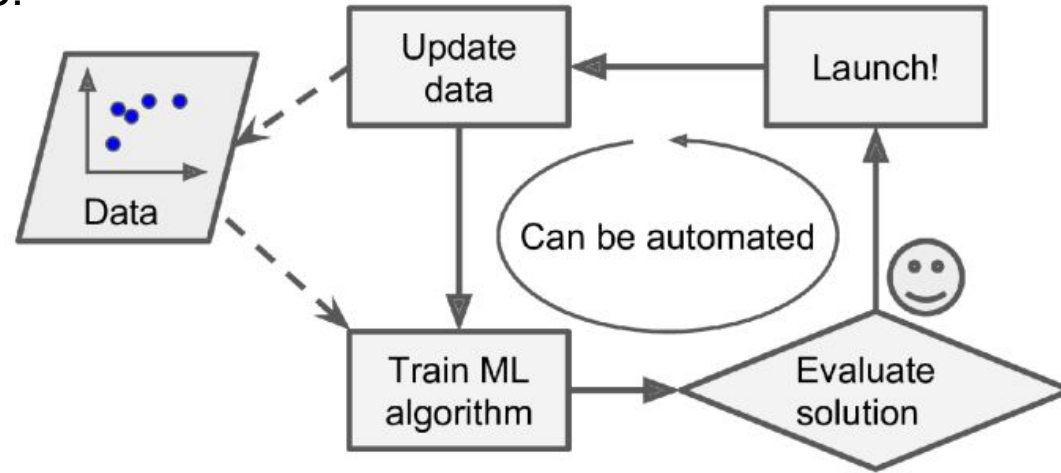 Update
data
Launch!
Data
Can be automated
Train ML
algorithm
Evaluate
solution